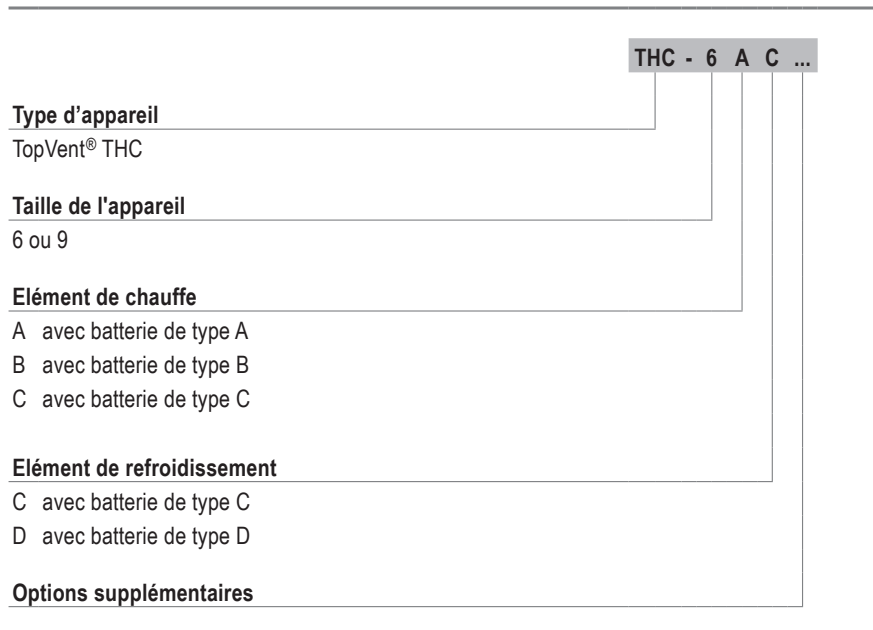 THC - 6 A C ...
Type d’appareil
TopVent® THC
Taille de l'appareil
6 ou 9
Elément de chauffe
A avec batterie de type A
B avec batterie de type B
C avec batterie de type C
Elément de refroidissement
C avec batterie de type C
D avec batterie de type D
Options supplémentaires